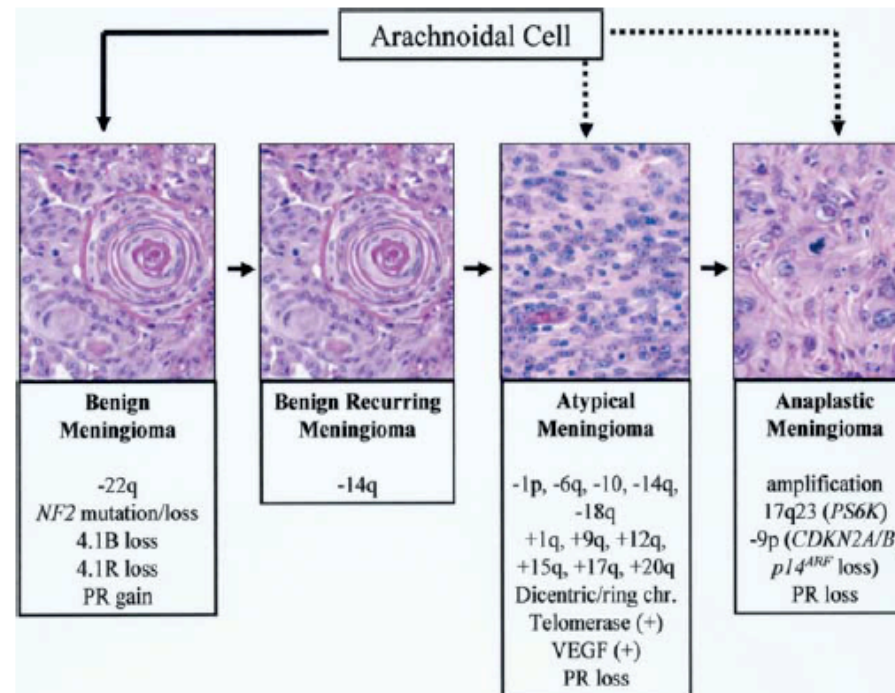 Arachnoidal Cell
Benign
Meningioma
-22q
NF2 mutation/loss
4.1B loss
4.1R loss
PR gain
Benign Recurring
Meningioma
-14q
Atypical
Meningioma
-1p, -6q, -10, -14q,
-18q
+1q, +9q, +12q,
+15q, +17q, +20q
Dicentric/ring chr.
Telomerase (+)
VEGF (+)
PR loss
Anaplastic
Meningioma
amplification
17q23 (PS6K)
-9p (CDKN2A/B
p14ARF loss)
PR loss